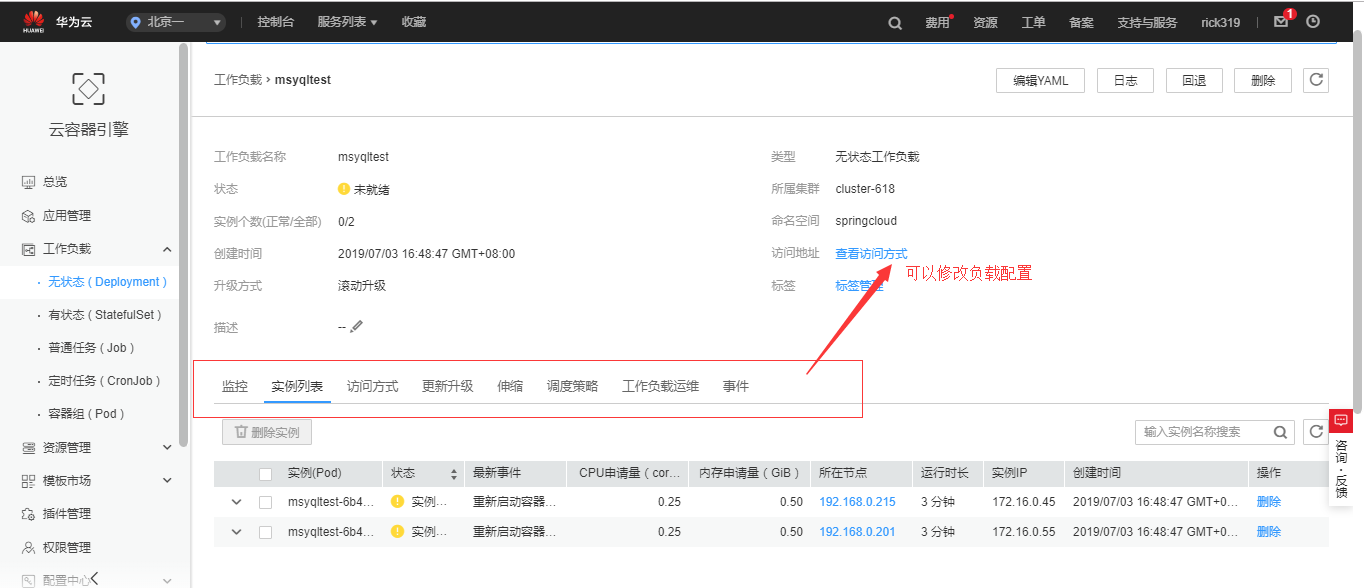 HUAWEI 华为云 北京一 控制台 服务列表 收藏 费用 资源 工单 备案 支持与服务 rick319 1
云容器引擎
总览
应用管理
工作负载
无状态 ( Deployment )
有状态 ( StatefulSet )
普通任务 ( Job )
定时任务 ( CronJob )
容器组 ( Pod )
资源管理
模板市场
插件管理
权限管理
配置中心
工作负载 > msyqltest 编辑YAML 日志 回退 删除
工作负载名称 msyqltest 类型 无状态工作负载
状态 未就绪 所属集群 cluster-618
实例个数(正常/全部) 0/2 命名空间 springcloud
创建时间 2019/07/03 16:48:47 GMT+08:00 访问地址 查看访问方式
可以修改负载配置
升级方式 滚动升级 标签 标签管理
描述 --
监控 实例列表 访问方式 更新升级 伸缩 调度策略 工作负载运维 事件
删除实例 输入实例名称搜索
实例(Pod) 状态 最新事件 CPU申请量 ( cor... 内存申请量 ( GiB ) 所在节点 运行时长 实例IP 创建时间 操作
msyqltest-6b4... 实例... 重新启动容器... 0.25 0.50 192.168.0.215 3 分钟 172.16.0.45 2019/07/03 16:48:47 GMT+0... 删除
msyqltest-6b4... 实例... 重新启动容器... 0.25 0.50 192.168.0.201 3 分钟 172.16.0.55 2019/07/03 16:48:47 GMT+0... 删除
咨询·反馈